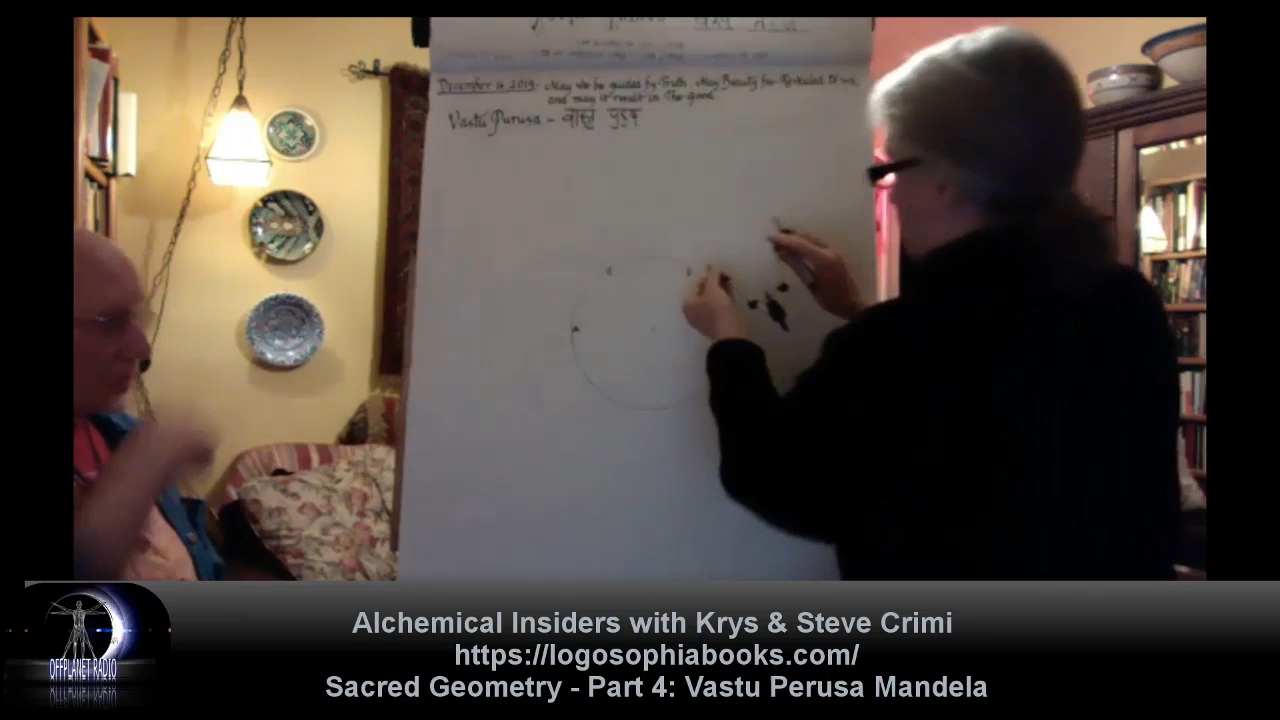 December 16 2019 - May we be guided by Truth. May Beauty be Revealed to us,
and may it result in The good
Vastu Purusa -
OFFPLANET RADIO
Alchemical Insiders with Krys & Steve Crimi
https://logosophiabooks.com/
Sacred Geometry - Part 4: Vastu Perusa Mandela